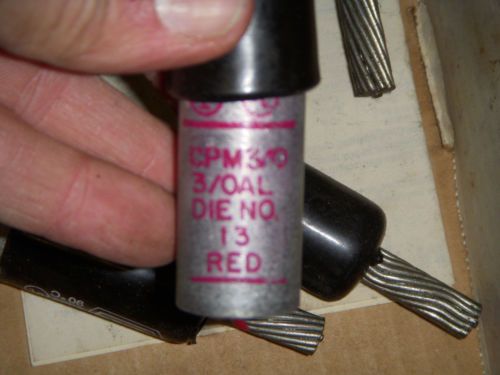 CPM3/0
3/0AL
DIE NO.
13
RED